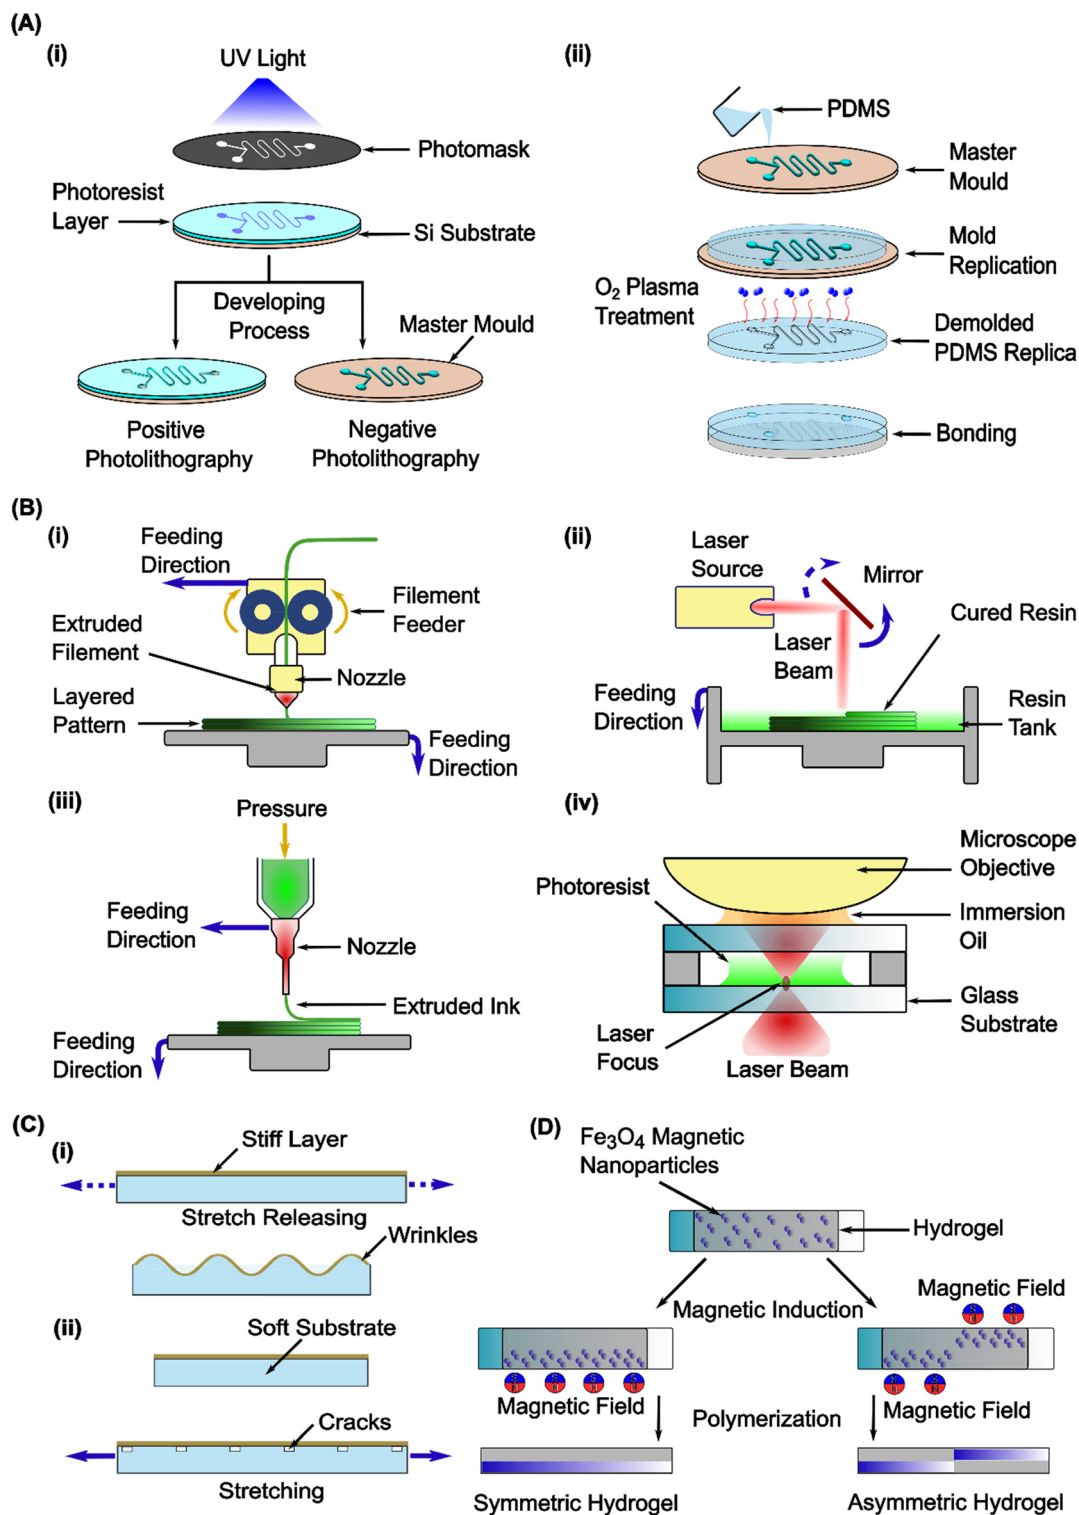 (A)
(i)
UV Light
Photomask
Photoresist
Layer
Si Substrate
Developing
Process
Master Mould
Positive
Photolithography
Negative
Photolithography
(ii)
PDMS
Master
Mould
Mold
Replication
O₂ Plasma
Treatment
Demolded
PDMS Replica
Bonding
(B)
(i)
Feeding
Direction
Filament
Feeder
Extruded
Filament
Nozzle
Layered
Pattern
Feeding
Direction
(ii)
Laser
Source
Mirror
Cured Resin
Laser
Beam
Feeding
Direction
Resin
Tank
(iii)
Pressure
Feeding
Direction
Nozzle
Extruded Ink
Feeding
Direction
(iv)
Microscope
Objective
Photoresist
Immersion
Oil
Glass
Substrate
Laser
Focus
Laser Beam
(C)
(i)
Stiff Layer
Stretch Releasing
Wrinkles
(ii)
Soft Substrate
Cracks
Stretching
(D)
Fe₃O₄ Magnetic
Nanoparticles
Hydrogel
Magnetic Induction
Magnetic Field
Magnetic Field
Magnetic Field
Polymerization
Symmetric Hydrogel
Asymmetric Hydrogel